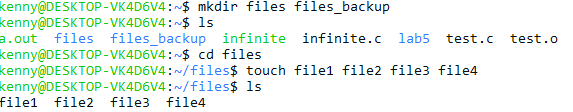 kenny@DESKTOP-VK4D6V4:~$ mkdir files files_backup
kenny@DESKTOP-VK4D6V4:~$ ls
a.out files files_backup infinite infinite.c lab5 test.c test.o
kenny@DESKTOP-VK4D6V4:~$ cd files
kenny@DESKTOP-VK4D6V4:~/files$ touch file1 file2 file3 file4
kenny@DESKTOP-VK4D6V4:~/files$ ls
file1 file2 file3 file4